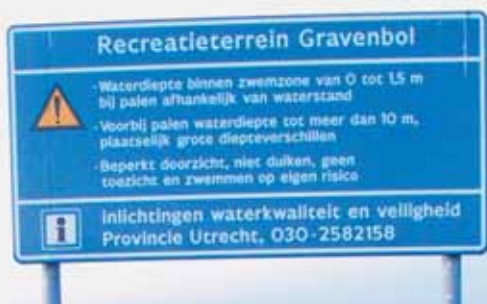 Recreatieterrein Gravenbol
- Waterdiepte binnen zwemzone van 0 tot 1,5 m
bij palen afhankelijk van waterstand
- Voorbij palen waterdiepte tot meer dan 10 m,
plaatselijk grote diepteverschillen
- Beperkt doorzicht, niet duiken, geen
toezicht en zwemmen op eigen risico
inlichtingen waterkwaliteit en veiligheid
Provincie Utrecht, 030-2582158